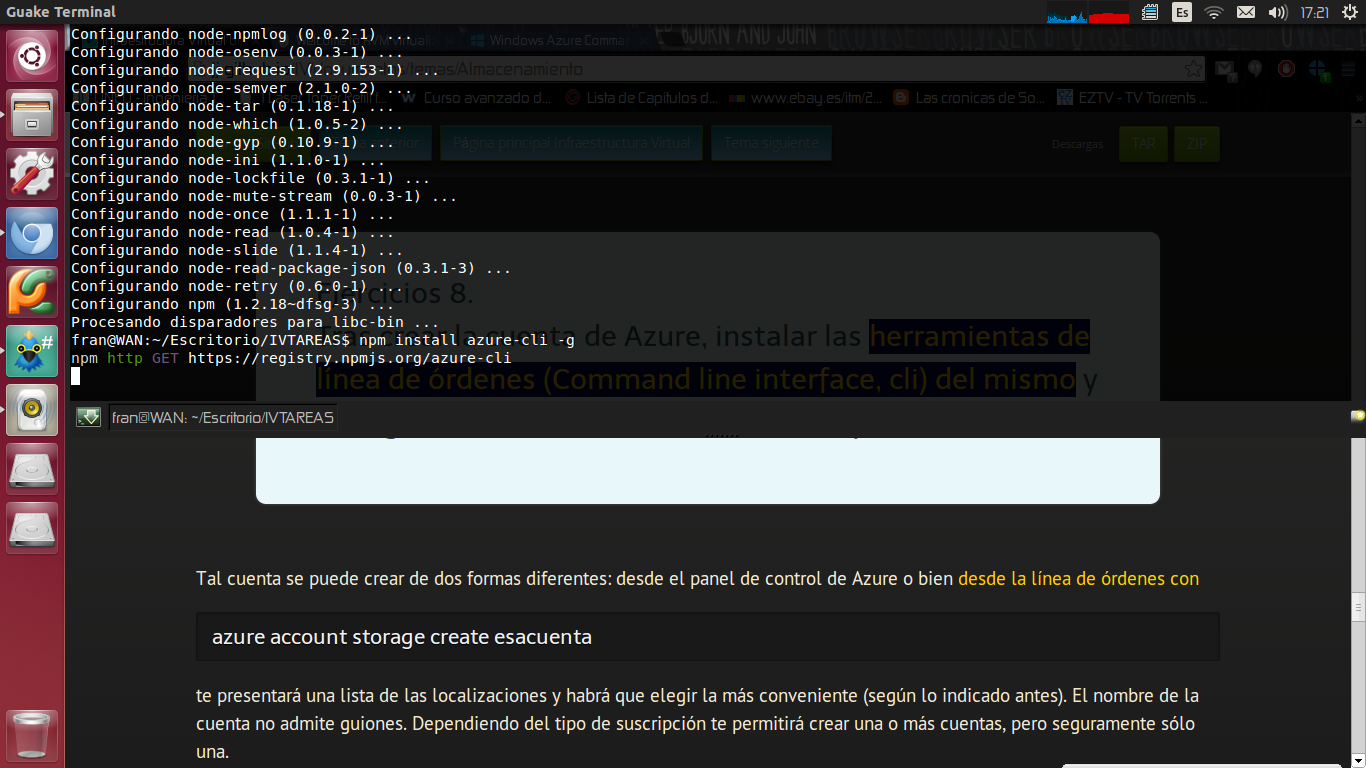 Guake Terminal
Es
17:21
Configurando node-npmlog (0.0.2-1) ...
Configurando node-osenv (0.0.3-1) ...
Configurando node-request (2.9.153-1) ...
Configurando node-semver (2.1.0-2) ...
Configurando node-tar (0.1.18-1) ...
Configurando node-which (1.0.5-2) ...
Configurando node-gyp (0.10.9-1) ...
Configurando node-ini (1.1.0-1) ...
Configurando node-lockfile (0.3.1-1) ...
Configurando node-mute-stream (0.0.3-1) ...
Configurando node-once (1.1.1-1) ...
Configurando node-read (1.0.4-1) ...
Configurando node-slide (1.1.4-1) ...
Configurando node-read-package-json (0.3.1-3) ...
Configurando node-retry (0.6.0-1) ...
Configurando npm (1.2.18~dfsg-3) ...
Procesando disparadores para libc-bin ...
fran@WAN:~/Escritorio/IVTAREAS$ npm install azure-cli -g
npm http GET https://registry.npmjs.org/azure-cli
Windows Azure Comma
BJORN AND JOHN
temas/Almacenamiento
Curso avanzado d...
Lista de Capitulos d...
www.ebay.es/itm/2...
Las cronicas de So...
EZTV - TV Torrents ...
Página principal Infraestructura Virtual
Tema siguiente
Descargas
TAR
ZIP
Ejercicios 8.
cuenta de Azure, instalar las herramientas de
línea de órdenes (Command line interface, cli) del mismo y
fran@WAN: ~/Escritorio/IVTAREAS
Tal cuenta se puede crear de dos formas diferentes: desde el panel de control de Azure o bien desde la línea de órdenes con
azure account storage create esacuenta
te presentará una lista de las localizaciones y habrá que elegir la más conveniente (según lo indicado antes). El nombre de la
cuenta no admite guiones. Dependiendo del tipo de suscripción te permitirá crear una o más cuentas, pero seguramente sólo
una.